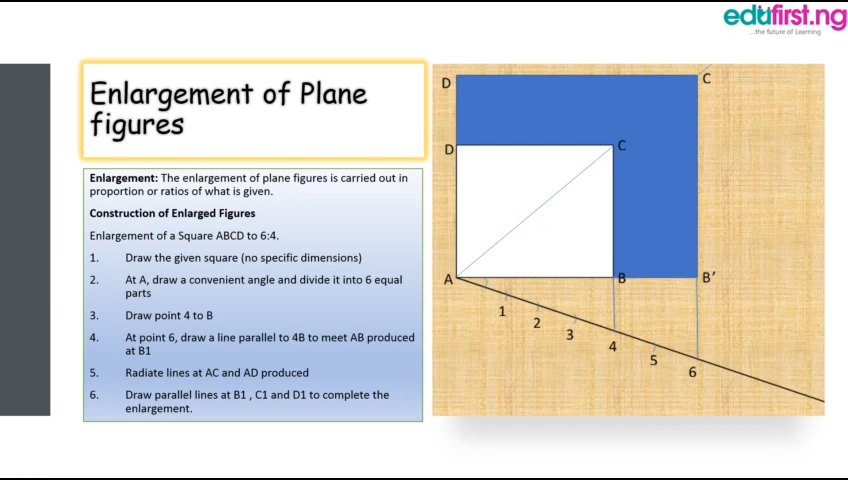 edufirst.ng
...the future of Learning
Enlargement of Plane
figures
Enlargement: The enlargement of plane figures is carried out in
proportion or ratios of what is given.
Construction of Enlarged Figures
Enlargement of a Square ABCD to 6:4.
1. Draw the given square (no specific dimensions)
2. At A, draw a convenient angle and divide it into 6 equal
parts
3. Draw point 4 to B
4. At point 6, draw a line parallel to 4B to meet AB produced
at B1
5. Radiate lines at AC and AD produced
6. Draw parallel lines at B1 , C1 and D1 to complete the
enlargement.
D C
D C
A B B’
1
2
3
4
5
6